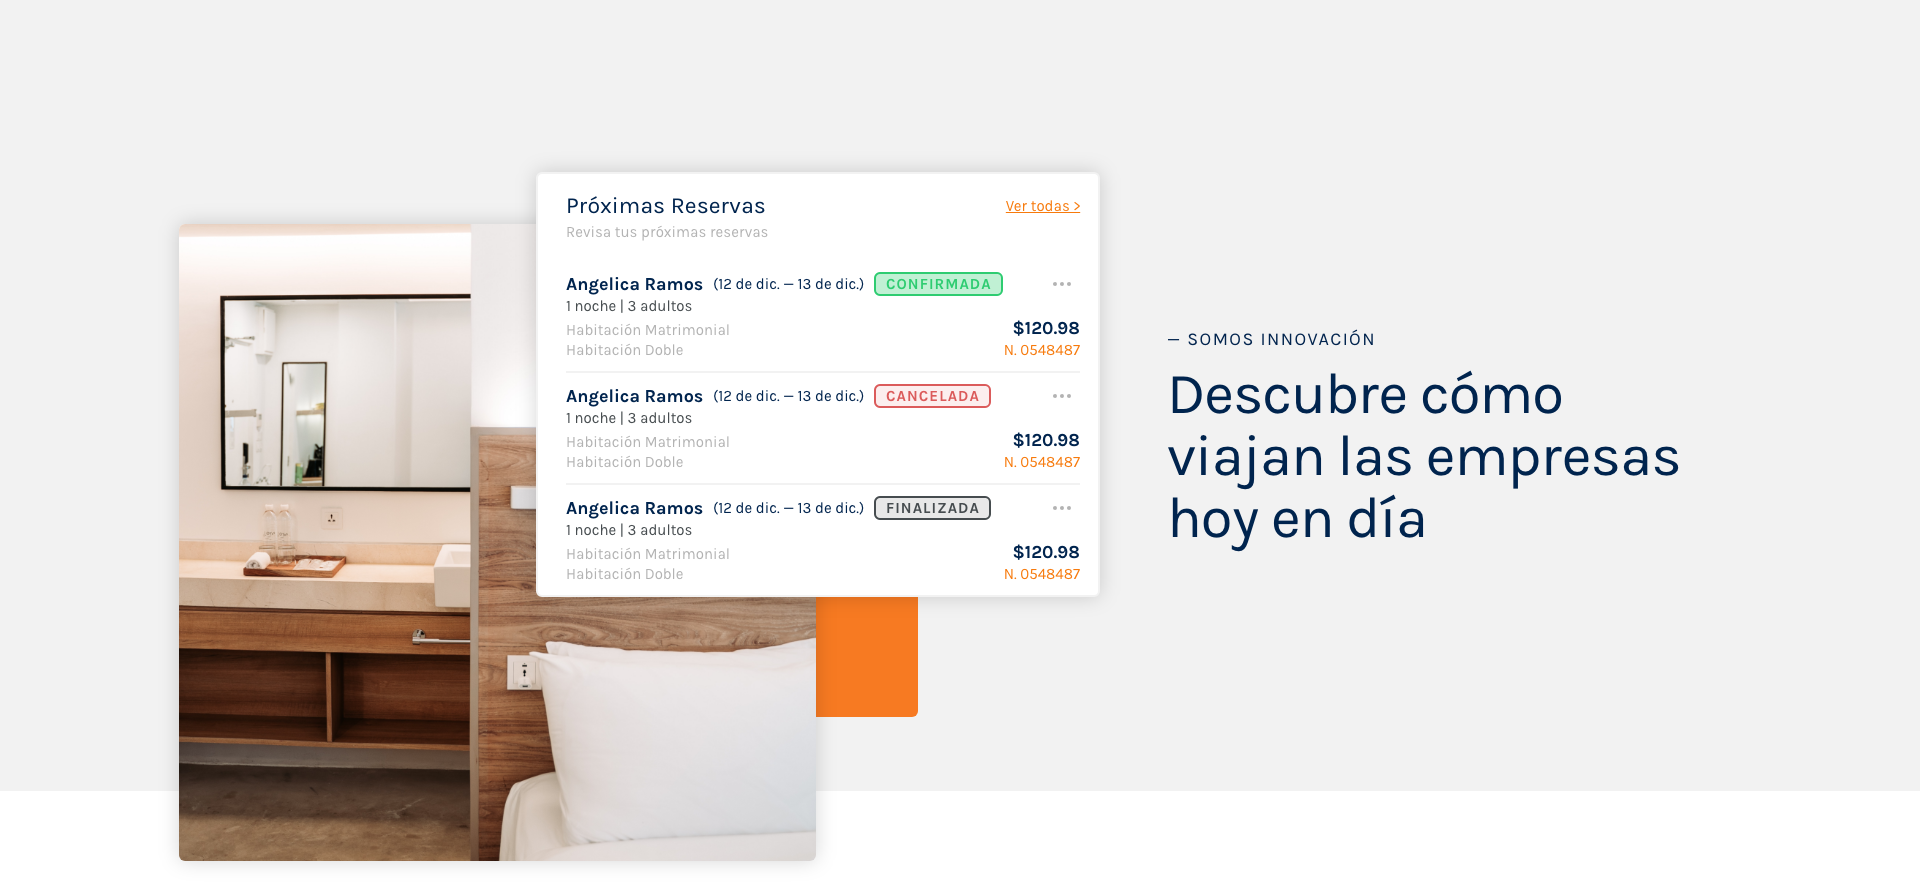 Próximas Reservas
Ver todas >
Revisa tus próximas reservas
Angelica Ramos (12 de dic. – 13 de dic.) CONFIRMADA
1 noche | 3 adultos
Habitación Matrimonial
$120.98
Habitación Doble
N. 0548487
Angelica Ramos (12 de dic. – 13 de dic.) CANCELADA
1 noche | 3 adultos
Habitación Matrimonial
$120.98
Habitación Doble
N. 0548487
Angelica Ramos (12 de dic. – 13 de dic.) FINALIZADA
1 noche | 3 adultos
Habitación Matrimonial
$120.98
Habitación Doble
N. 0548487
– SOMOS INNOVACIÓN
Descubre cómo
viajan las empresas
hoy en día